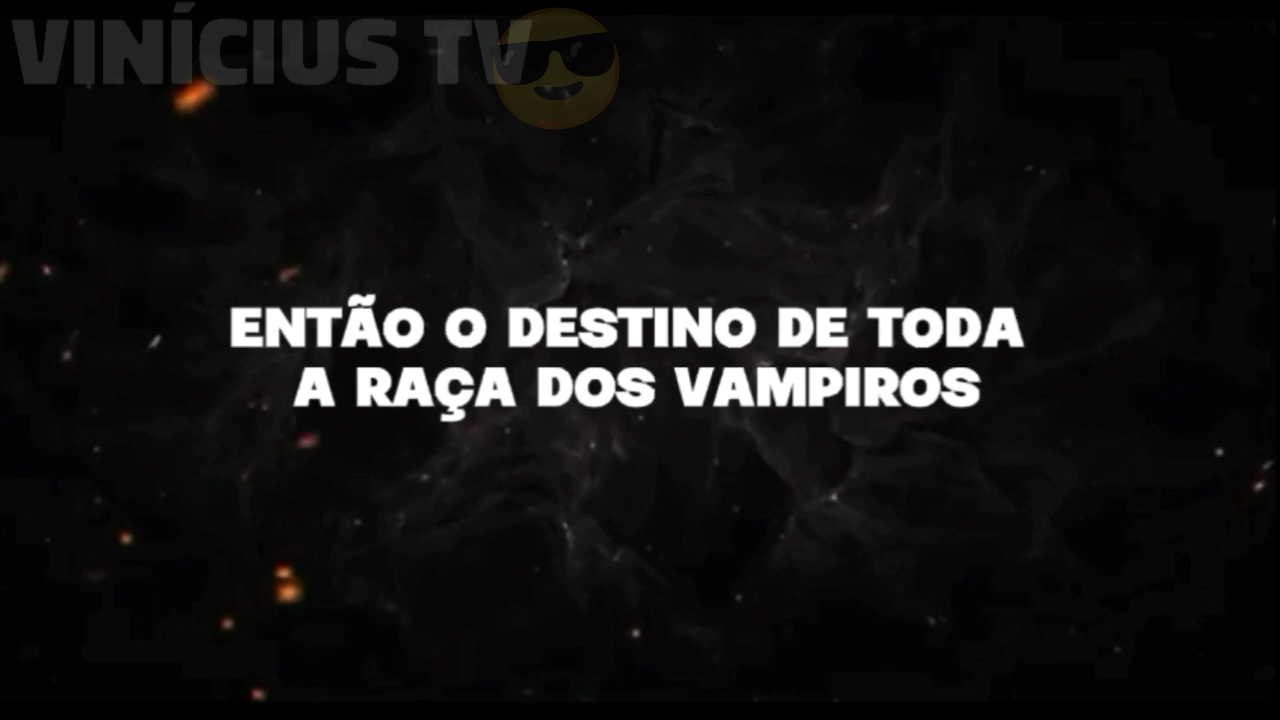 VINÍCIUS TV
ENTÃO O DESTINO DE TODA
A RAÇA DOS VAMPIROS